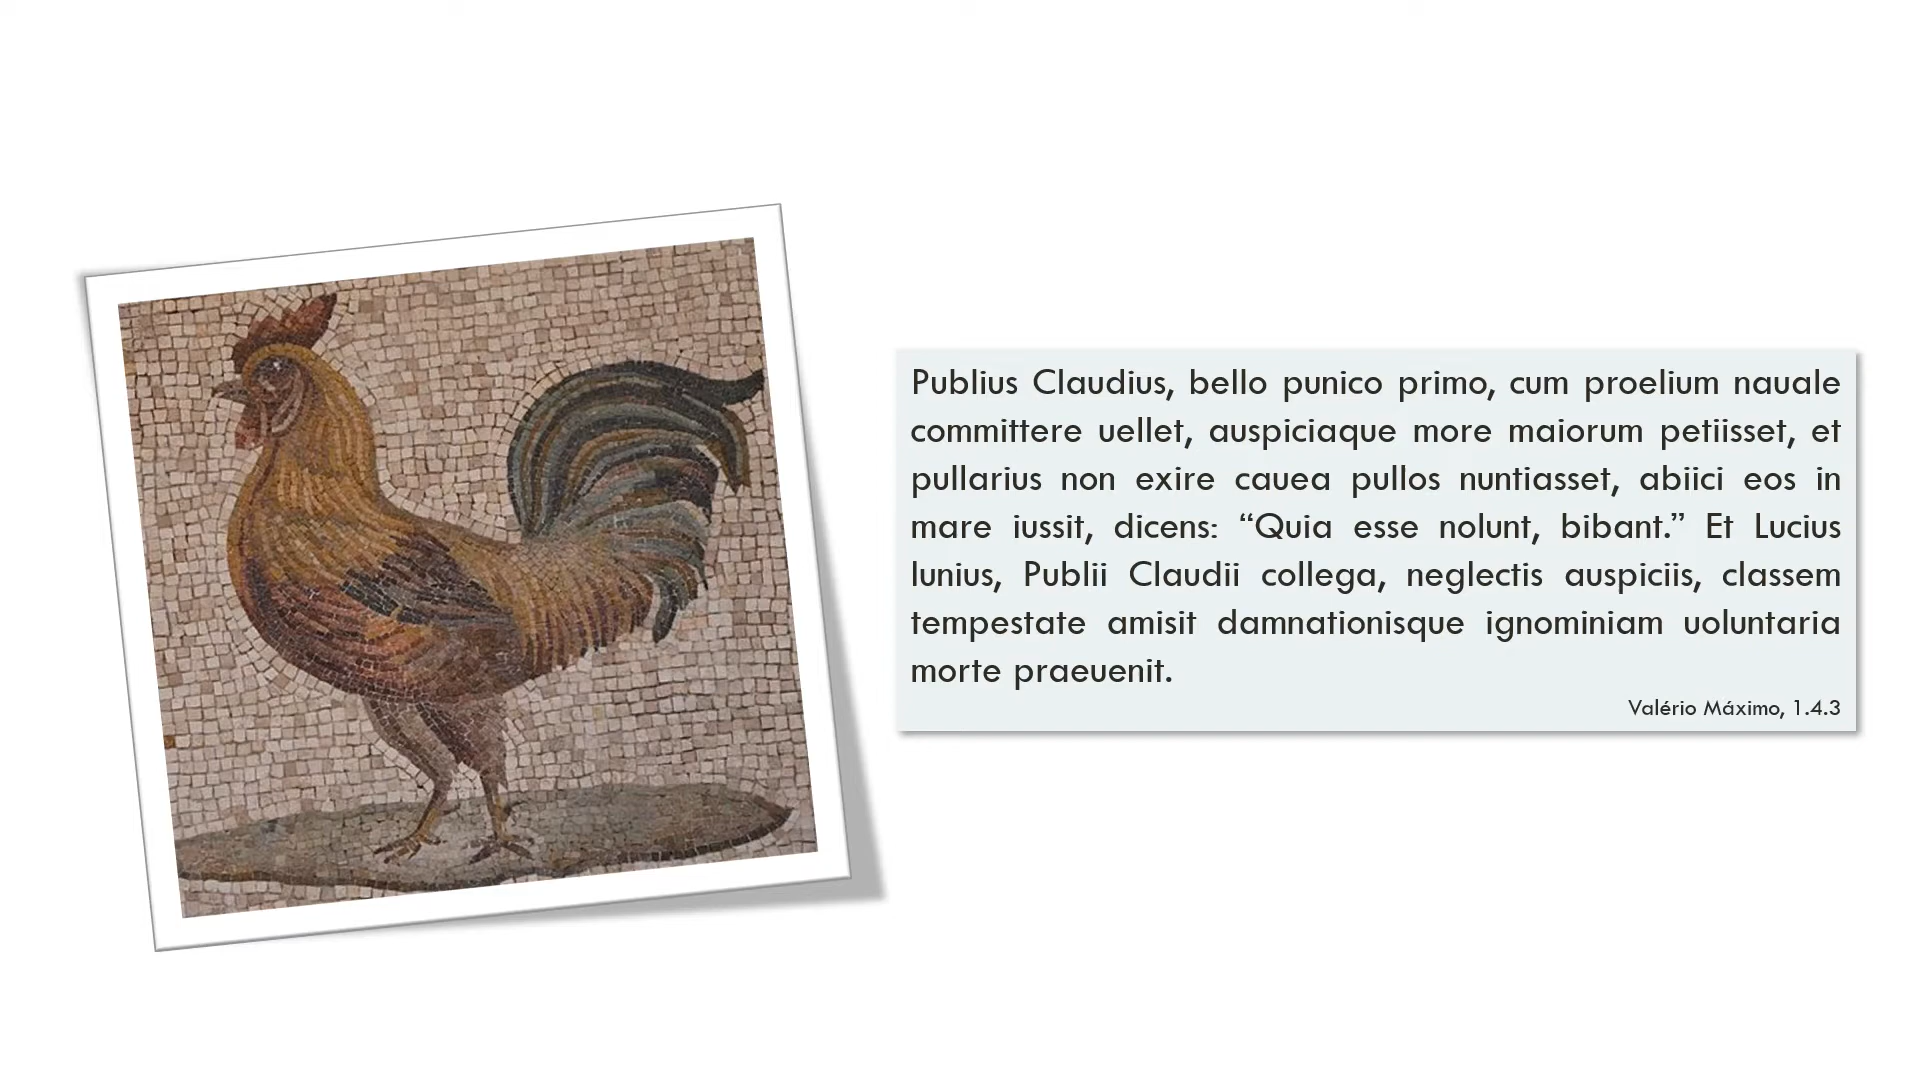 Publius Claudius, bello punico primo, cum proelium nauale
committere uellet, auspiciaque more maiorum petiisset, et
pullarius non exire cauea pullos nuntiasset, abiici eos in
mare iussit, dicens: “Quia esse nolunt, bibant.” Et Lucius
Iunius, Publii Claudii collega, neglectis auspiciis, classem
tempestate amisit damnationisque ignominiam uoluntaria
morte praeuenit.
Valério Máximo, 1.4.3